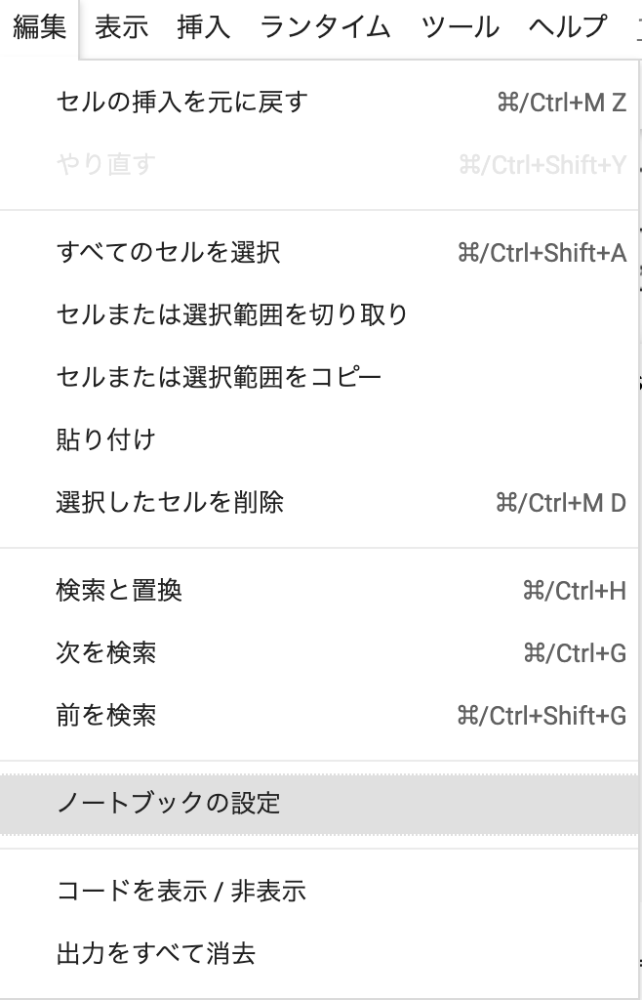 編集 表示 挿入 ランタイム ツール ヘルプ
セルの挿入を元に戻す ⌘/Ctrl+M Z
やり直す ⌘/Ctrl+Shift+Y
すべてのセルを選択 ⌘/Ctrl+Shift+A
セルまたは選択範囲を切り取り
セルまたは選択範囲をコピー
貼り付け
選択したセルを削除 ⌘/Ctrl+M D
検索と置換 ⌘/Ctrl+H
次を検索 ⌘/Ctrl+G
前を検索 ⌘/Ctrl+Shift+G
ノートブックの設定
コードを表示 / 非表示
出力をすべて消去